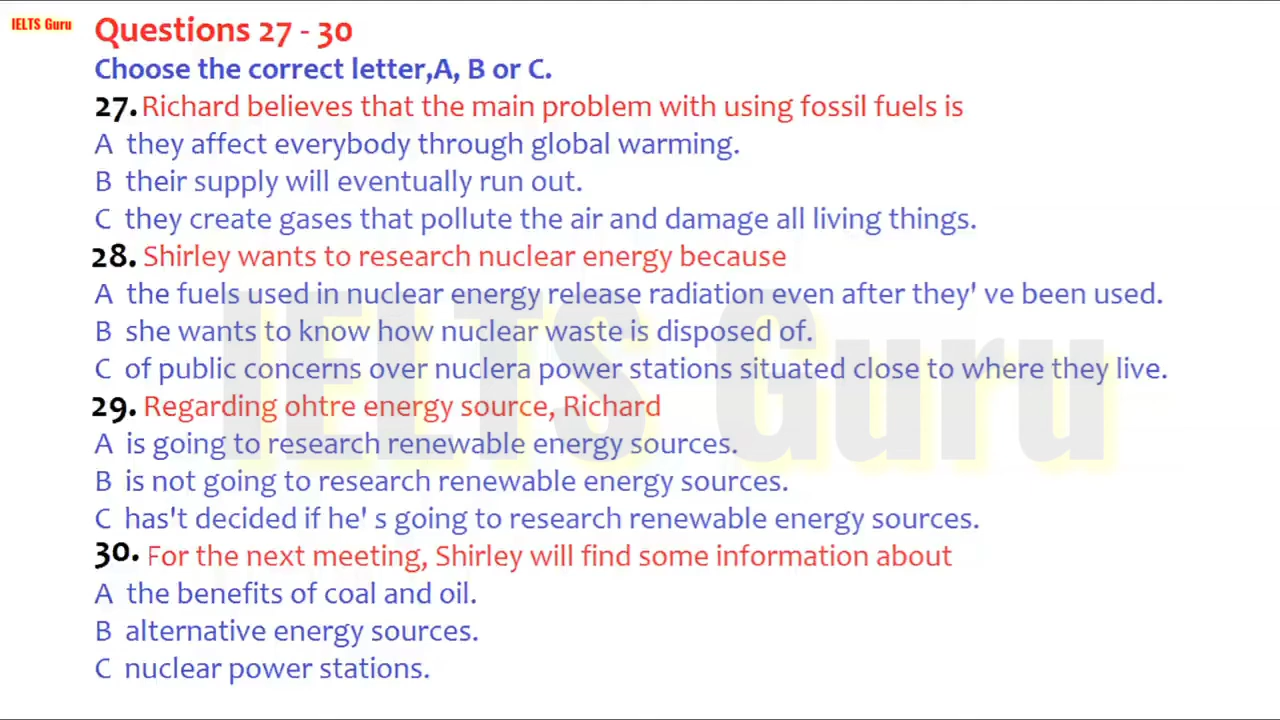 IELTS Guru
Questions 27 - 30
Choose the correct letter,A, B or C.
27. Richard believes that the main problem with using fossil fuels is
A they affect everybody through global warming.
B their supply will eventually run out.
C they create gases that pollute the air and damage all living things.
28. Shirley wants to research nuclear energy because
A the fuels used in nuclear energy release radiation even after they' ve been used.
B she wants to know how nuclear waste is disposed of.
C of public concerns over nuclera power stations situated close to where they live.
IELTS Guru
29. Regarding ohtre energy source, Richard
A is going to research renewable energy sources.
B is not going to research renewable energy sources.
C has't decided if he' s going to research renewable energy sources.
30. For the next meeting, Shirley will find some information about
A the benefits of coal and oil.
B alternative energy sources.
C nuclear power stations.